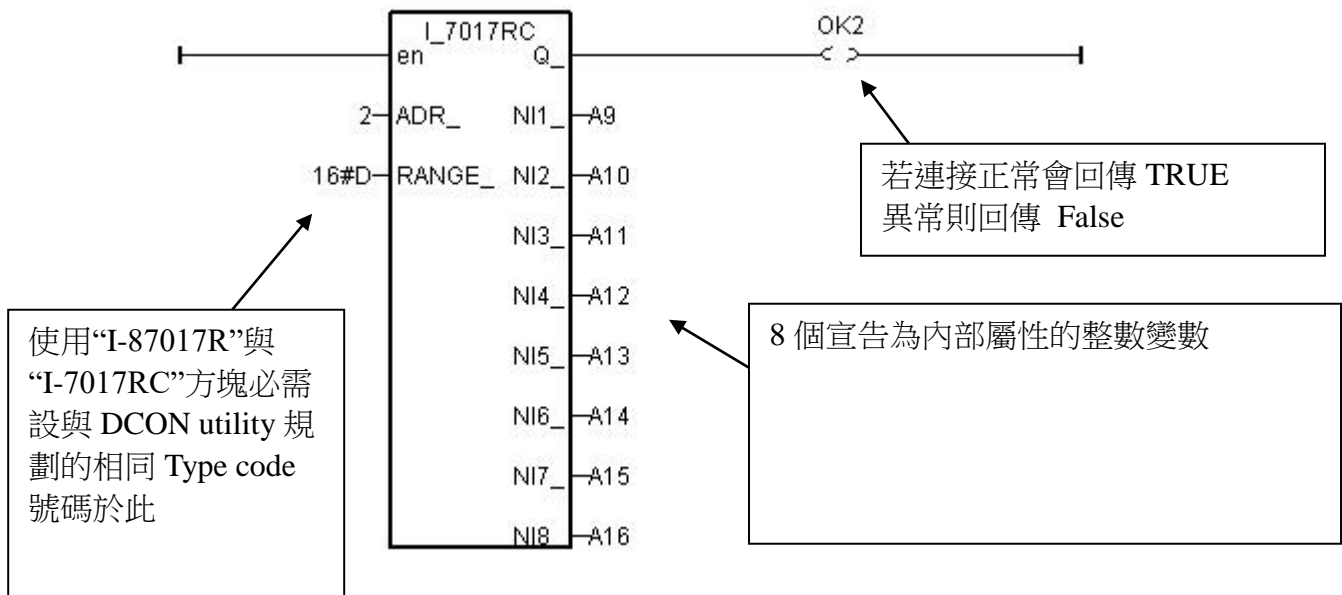 I_7017RC
OK2
en Q_
2 ADR_ NI1_ A9
16#D RANGE_ NI2_ A10
NI3_ A11
NI4_ A12
NI5_ A13
NI6_ A14
NI7_ A15
NI8_ A16
若連接正常會回傳 TRUE
異常則回傳 False
8 個宣告為內部屬性的整數變數
使用“I-87017R”與
“I-7017RC”方塊必需
設與 DCON utility 規
劃的相同 Type code
號碼於此